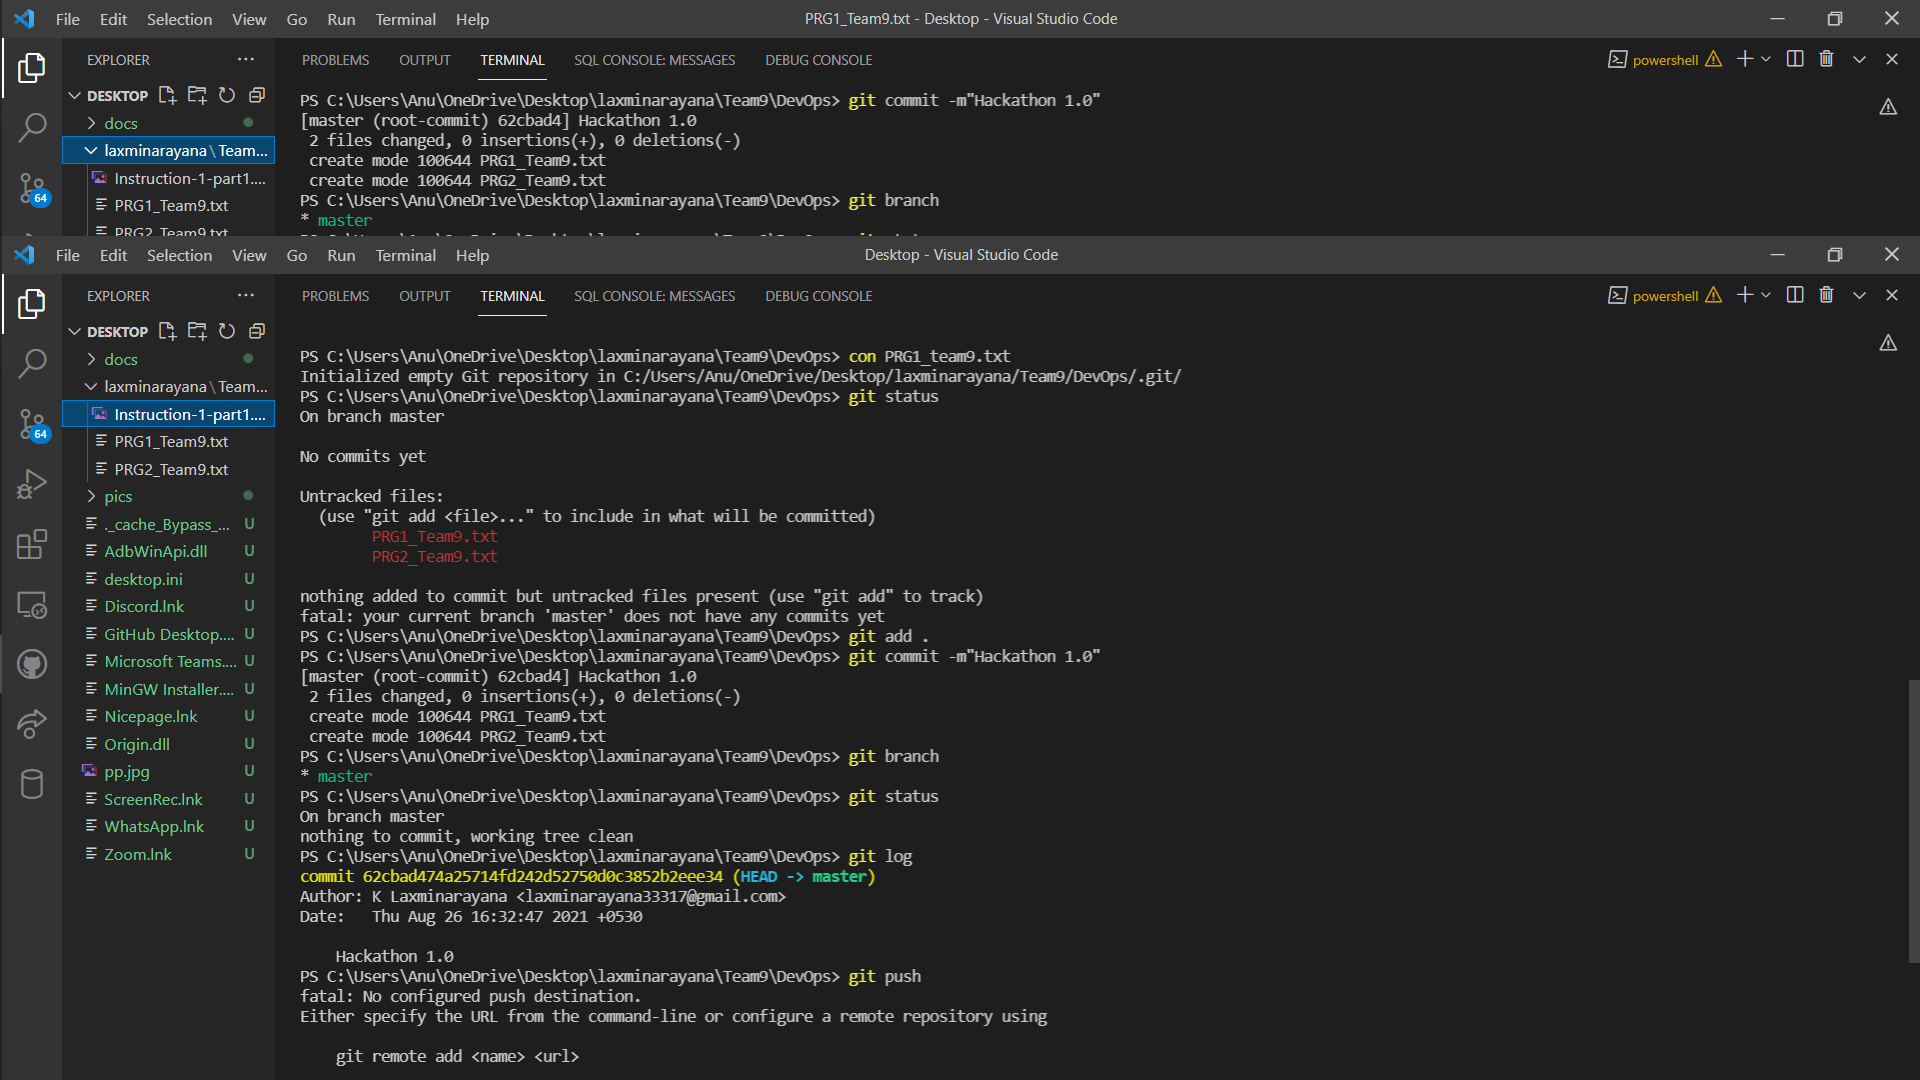 File Edit Selection View Go Run Terminal Help PRG1_Team9.txt - Desktop - Visual Studio Code
EXPLORER ... PROBLEMS OUTPUT TERMINAL SQL CONSOLE: MESSAGES DEBUG CONSOLE powershell
DESKTOP
docs
laxminarayana\Team...
Instruction-1-part1....
PRG1_Team9.txt
PRG2_Team9.txt
64
PS C:\Users\Anu\OneDrive\Desktop\laxminarayana\Team9\DevOps> git commit -m"Hackathon 1.0"
[master (root-commit) 62cbad4] Hackathon 1.0
2 files changed, 0 insertions(+), 0 deletions(-)
create mode 100644 PRG1_Team9.txt
create mode 100644 PRG2_Team9.txt
PS C:\Users\Anu\OneDrive\Desktop\laxminarayana\Team9\DevOps> git branch
* master
File Edit Selection View Go Run Terminal Help Desktop - Visual Studio Code
EXPLORER ... PROBLEMS OUTPUT TERMINAL SQL CONSOLE: MESSAGES DEBUG CONSOLE powershell
DESKTOP
docs
laxminarayana\Team...
Instruction-1-part1....
PRG1_Team9.txt
PRG2_Team9.txt
64
pics
._cache_Bypass_... U
AdbWinApi.dll U
desktop.ini U
Discord.lnk U
GitHub Desktop.... U
Microsoft Teams.... U
MinGW Installer.... U
Nicepage.lnk U
Origin.dll U
pp.jpg U
ScreenRec.lnk U
WhatsApp.lnk U
Zoom.lnk U
PS C:\Users\Anu\OneDrive\Desktop\laxminarayana\Team9\DevOps> con PRG1_team9.txt
Initialized empty Git repository in C:/Users/Anu/OneDrive/Desktop/laxminarayana/Team9/DevOps/.git/
PS C:\Users\Anu\OneDrive\Desktop\laxminarayana\Team9\DevOps> git status
On branch master
No commits yet
Untracked files:
(use "git add <file>..." to include in what will be committed)
PRG1_Team9.txt
PRG2_Team9.txt
nothing added to commit but untracked files present (use "git add" to track)
fatal: your current branch 'master' does not have any commits yet
PS C:\Users\Anu\OneDrive\Desktop\laxminarayana\Team9\DevOps> git add .
PS C:\Users\Anu\OneDrive\Desktop\laxminarayana\Team9\DevOps> git commit -m"Hackathon 1.0"
[master (root-commit) 62cbad4] Hackathon 1.0
2 files changed, 0 insertions(+), 0 deletions(-)
create mode 100644 PRG1_Team9.txt
create mode 100644 PRG2_Team9.txt
PS C:\Users\Anu\OneDrive\Desktop\laxminarayana\Team9\DevOps> git branch
* master
PS C:\Users\Anu\OneDrive\Desktop\laxminarayana\Team9\DevOps> git status
On branch master
nothing to commit, working tree clean
PS C:\Users\Anu\OneDrive\Desktop\laxminarayana\Team9\DevOps> git log
commit 62cbad474a25714fd242d52750d0c3852b2eee34 (HEAD -> master)
Author: K Laxminarayana <laxminarayana33317@gmail.com>
Date: Thu Aug 26 16:32:47 2021 +0530
Hackathon 1.0
PS C:\Users\Anu\OneDrive\Desktop\laxminarayana\Team9\DevOps> git push
fatal: No configured push destination.
Either specify the URL from the command-line or configure a remote repository using
git remote add <name> <url>